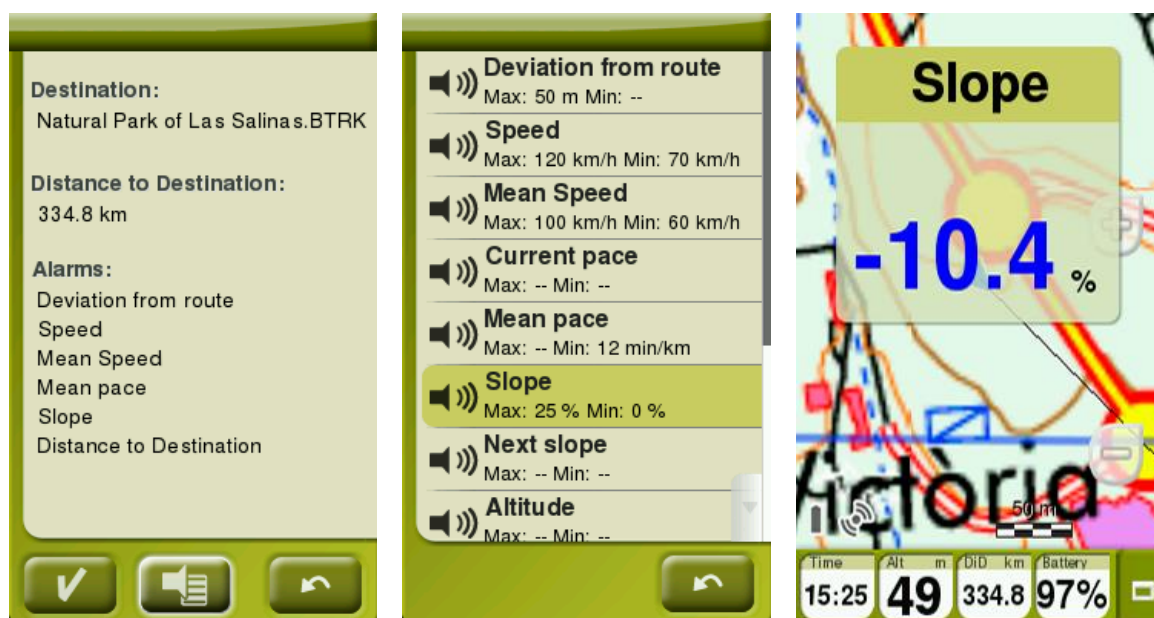 Destination:
Natural Park of Las Salinas.BTRK
Distance to Destination:
334.8 km
Alarms:
Deviation from route
Speed
Mean Speed
Mean pace
Slope
Distance to Destination
Deviation from route
Max: 50 m Min: --
Speed
Max: 120 km/h Min: 70 km/h
Mean Speed
Max: 100 km/h Min: 60 km/h
Current pace
Max: -- Min: --
Mean pace
Max: -- Min: 12 min/km
Slope
Max: 25 % Min: 0 %
Next slope
Max: -- Min: --
Altitude
Max: -- Min: --
Slope
-10.4 %
Victòria
50 m
Time Alt m DiD km Battery
15:25 49 334.8 97%